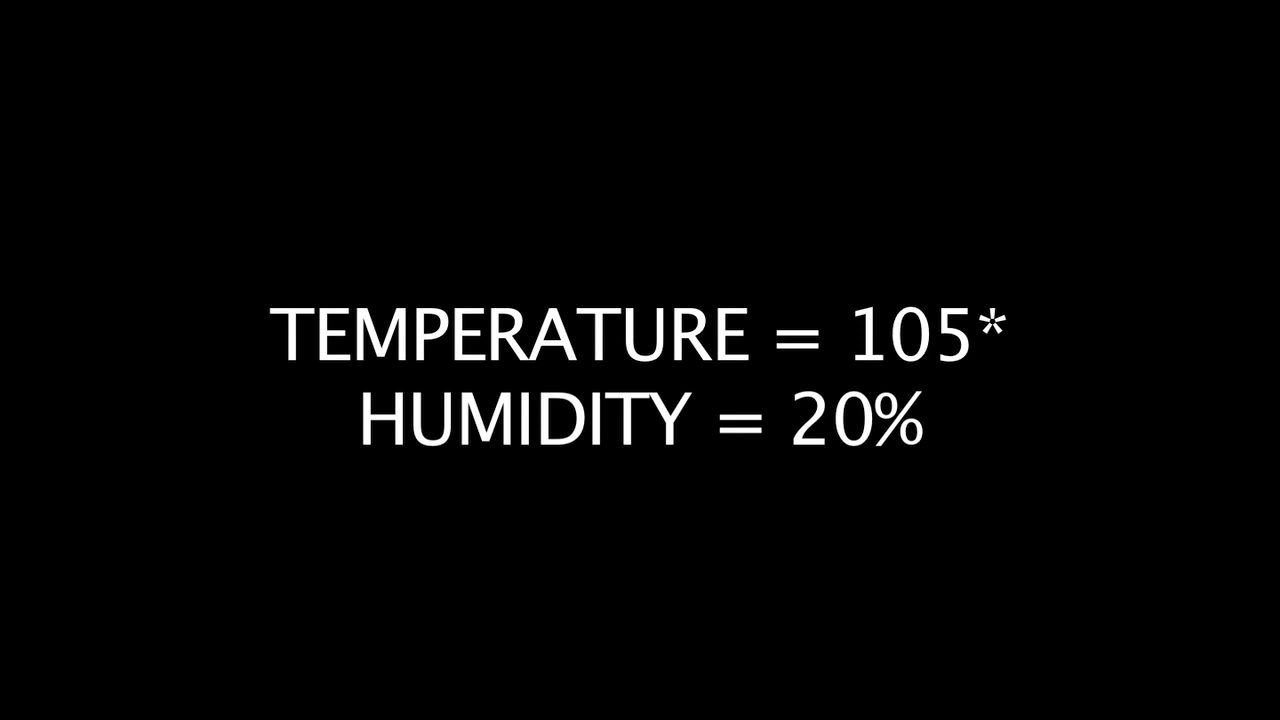 TEMPERATURE = 105*
HUMIDITY = 20%